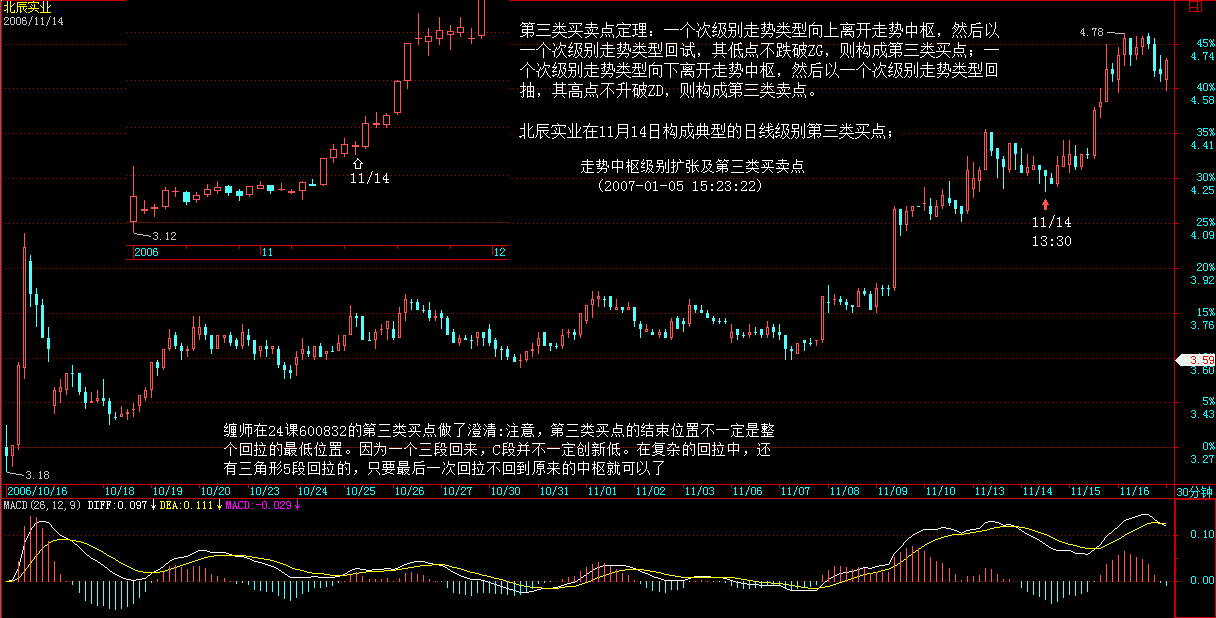 北辰实业
2006/11/14
第三类买卖点定理：一个次级别走势类型向上离开走势中枢，然后以
一个次级别走势类型回试，其低点不跌破ZG，则构成第三类买点；一
个次级别走势类型向下离开走势中枢，然后以一个次级别走势类型回
抽，其高点不升破ZD，则构成第三类卖点。
北辰实业在11月14日构成典型的日线级别第三类买点；
走势中枢级别扩张及第三类买卖点
(2007-01-05 15:23:22)
11/14
3.12
2006 11 12
4.78
45%
4.74
40%
4.58
35%
4.41
30%
4.25
25%
4.09
20%
3.92
15%
3.76
3.59
3.60
5%
3.43
0%
3.27
11/14
13:30
3.18
缠师在24课600832的第三类买点做了澄清:注意，第三类买点的结束位置不一定是整
个回拉的最低位置。因为一个三段回来，C段并不一定创新低。在复杂的回拉中，还
有三角形5段回拉的，只要最后一次回拉不回到原来的中枢就可以了
2006/10/16 10/18 10/19 10/20 10/23 10/24 10/25 10/26 10/27 10/30 10/31 11/01 11/02 11/03 11/06 11/07 11/08 11/09 11/10 11/13 11/14 11/15 11/16 30分钟
MACD(26,12,9) DIFF:0.097↓DEA:0.111↓MACD:-0.029↓
0.10
0.00